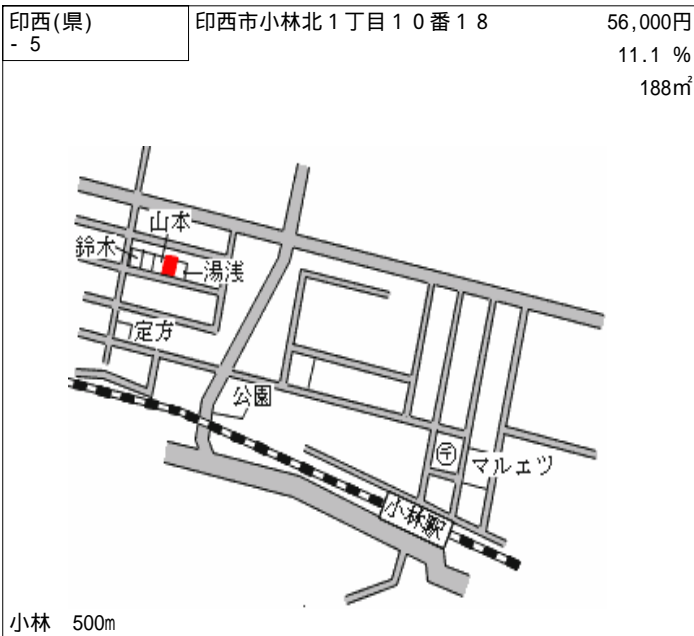 印西(県)
- 5
印西市小林北１丁目１０番１８
56,000円
11.1 %
188㎡
山本
鈴木
湯浅
定方
公園
〒
マルエツ
小林駅
小林 500m